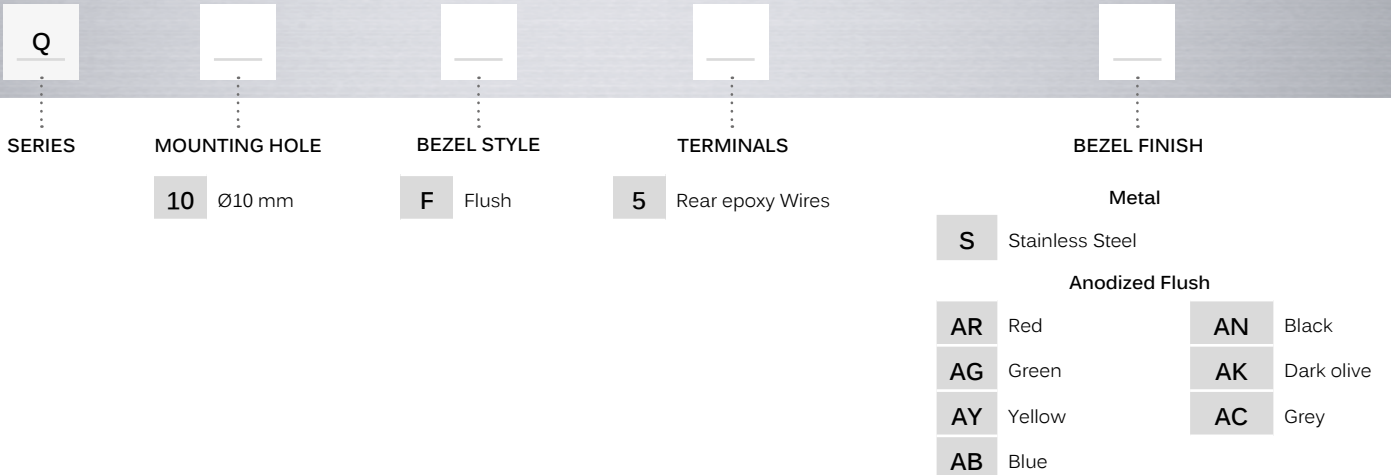 Q
SERIES
MOUNTING HOLE
10 Ø10 mm
BEZEL STYLE
F Flush
TERMINALS
5 Rear epoxy Wires
BEZEL FINISH
Metal
S Stainless Steel
Anodized Flush
AR Red
AG Green
AY Yellow
AB Blue
AN Black
AK Dark olive
AC Grey